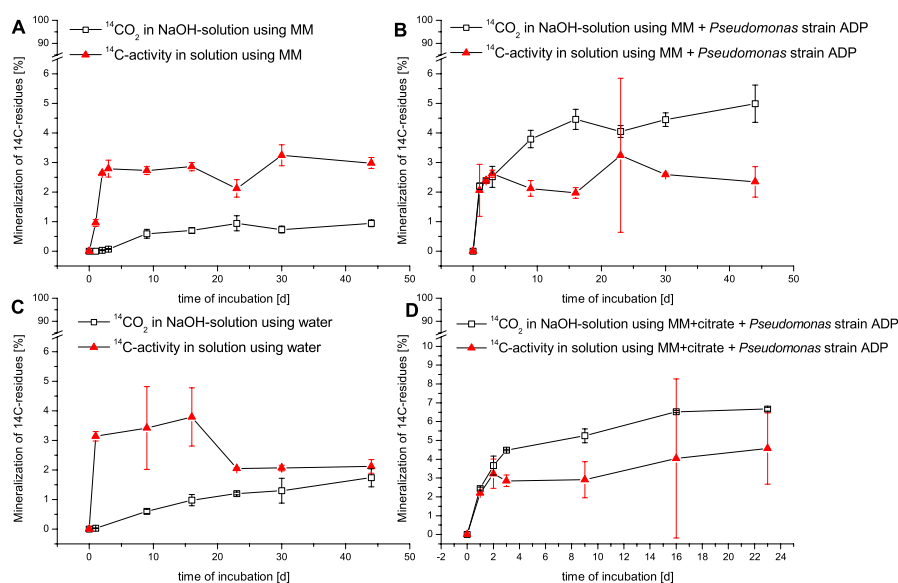 A
¹⁴CO₂ in NaOH-solution using MM
¹⁴C-activity in solution using MM
Mineralization of 14C-residues [%]
100
90
6
5
4
3
2
1
0
0 10 20 30 40 50
time of incubation [d]
B
¹⁴CO₂ in NaOH-solution using MM + Pseudomonas strain ADP
¹⁴C-activity in solution using MM + Pseudomonas strain ADP
Mineralization of 14C-residues [%]
100
90
6
5
4
3
2
1
0
0 10 20 30 40 50
time of incubation [d]
C
¹⁴CO₂ in NaOH-solution using water
¹⁴C-activity in solution using water
Mineralization of 14C-residues [%]
100
90
6
5
4
3
2
1
0
0 10 20 30 40 50
time of incubation [d]
D
¹⁴CO₂ in NaOH-solution using MM+citrate + Pseudomonas strain ADP
¹⁴C-activity in solution using MM+citrate + Pseudomonas strain ADP
Mineralization of 14C-residues [%]
100
90
10
9
8
7
6
5
4
3
2
1
0
-2 0 2 4 6 8 10 12 14 16 18 20 22 24
time of incubation [d]